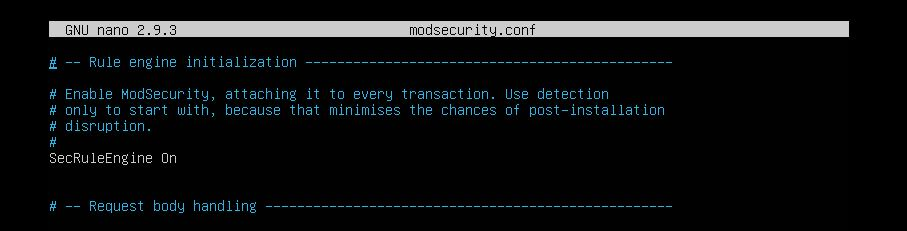 GNU nano 2.9.3 modsecurity.conf
# -- Rule engine initialization ----------------------------------------------
# Enable ModSecurity, attaching it to every transaction. Use detection
# only to start with, because that minimises the chances of post-installation
# disruption.
#
SecRuleEngine On
# -- Request body handling ---------------------------------------------------